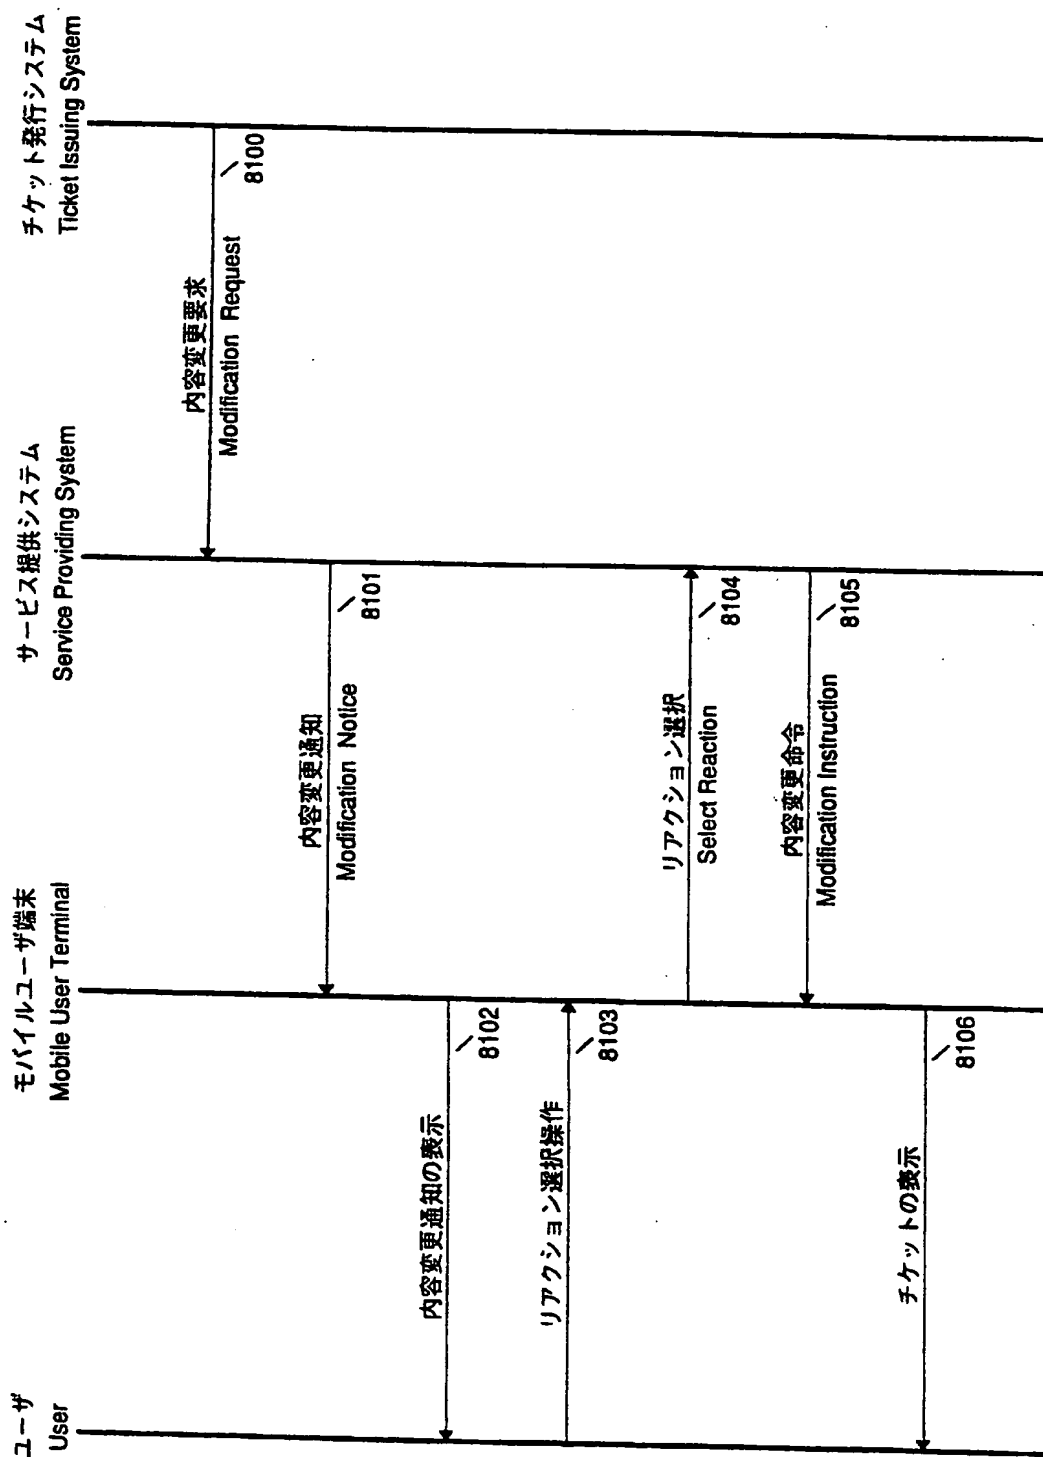 ユーザ
User
モバイルユーザ端末
Mobile User Terminal
サービス提供システム
Service Providing System
チケット発行システム
Ticket Issuing System
内容変更要求
Modification Request
8100
内容変更通知
Modification Notice
8101
内容変更通知の表示
8102
リアクション選択操作
8103
リアクション選択
Select Reaction
8104
内容変更命令
Modification Instruction
8105
チケットの表示
8106